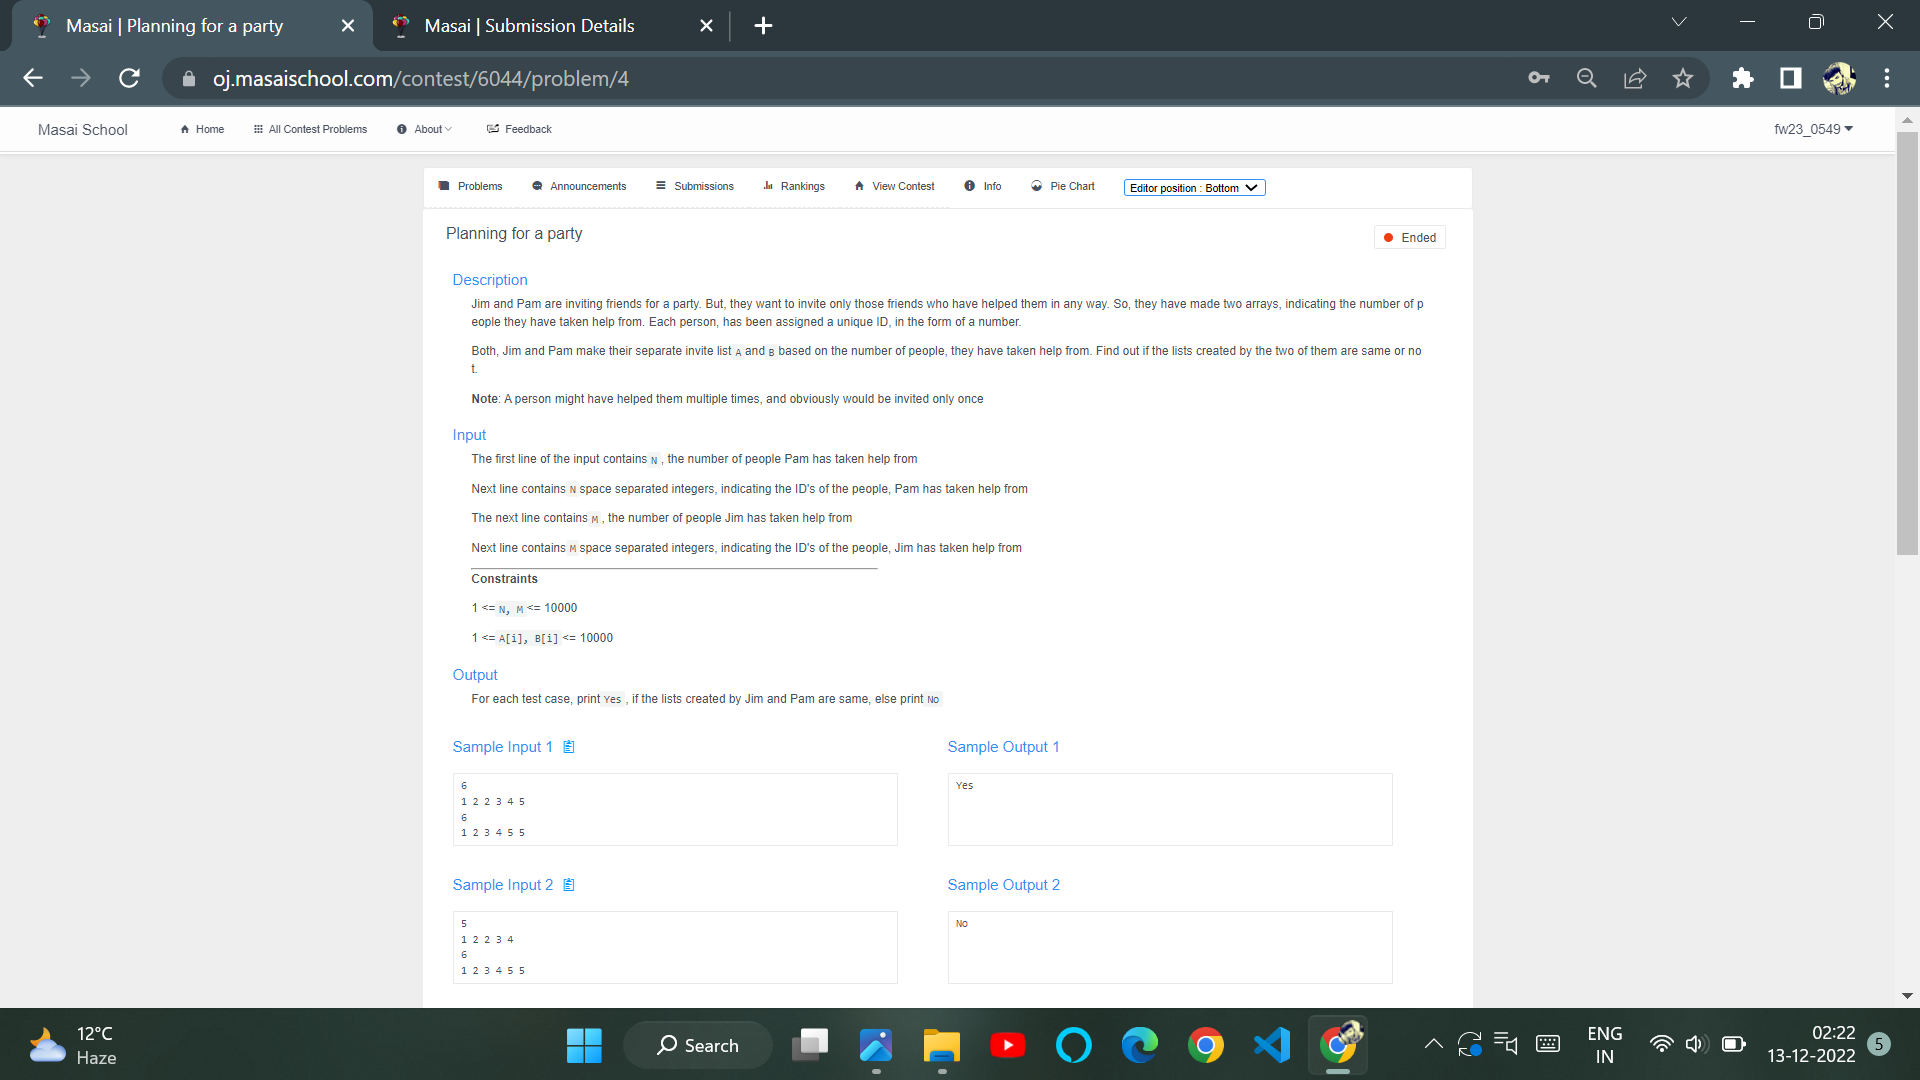 Masai | Planning for a party
Masai | Submission Details
oj.masaischool.com/contest/6044/problem/4
Masai School
Home
All Contest Problems
About
Feedback
fw23_0549
Problems
Announcements
Submissions
Rankings
View Contest
Info
Pie Chart
Editor position : Bottom
Planning for a party
Ended
Description
Jim and Pam are inviting friends for a party. But, they want to invite only those friends who have helped them in any way. So, they have made two arrays, indicating the number of p
eople they have taken help from. Each person, has been assigned a unique ID, in the form of a number.
Both, Jim and Pam make their separate invite list A and B based on the number of people, they have taken help from. Find out if the lists created by the two of them are same or no
t.
Note: A person might have helped them multiple times, and obviously would be invited only once
Input
The first line of the input contains N , the number of people Pam has taken help from
Next line contains N space separated integers, indicating the ID's of the people, Pam has taken help from
The next line contains M , the number of people Jim has taken help from
Next line contains M space separated integers, indicating the ID's of the people, Jim has taken help from
Constraints
1 <= N, M <= 10000
1 <= A[i], B[i] <= 10000
Output
For each test case, print Yes , if the lists created by Jim and Pam are same, else print No
Sample Input 1
Sample Output 1
6
1 2 2 3 4 5
6
1 2 3 4 5 5
Yes
Sample Input 2
Sample Output 2
5
1 2 2 3 4
6
1 2 3 4 5 5
No
12°C
Haze
Search
ENG
IN
02:22
13-12-2022
5